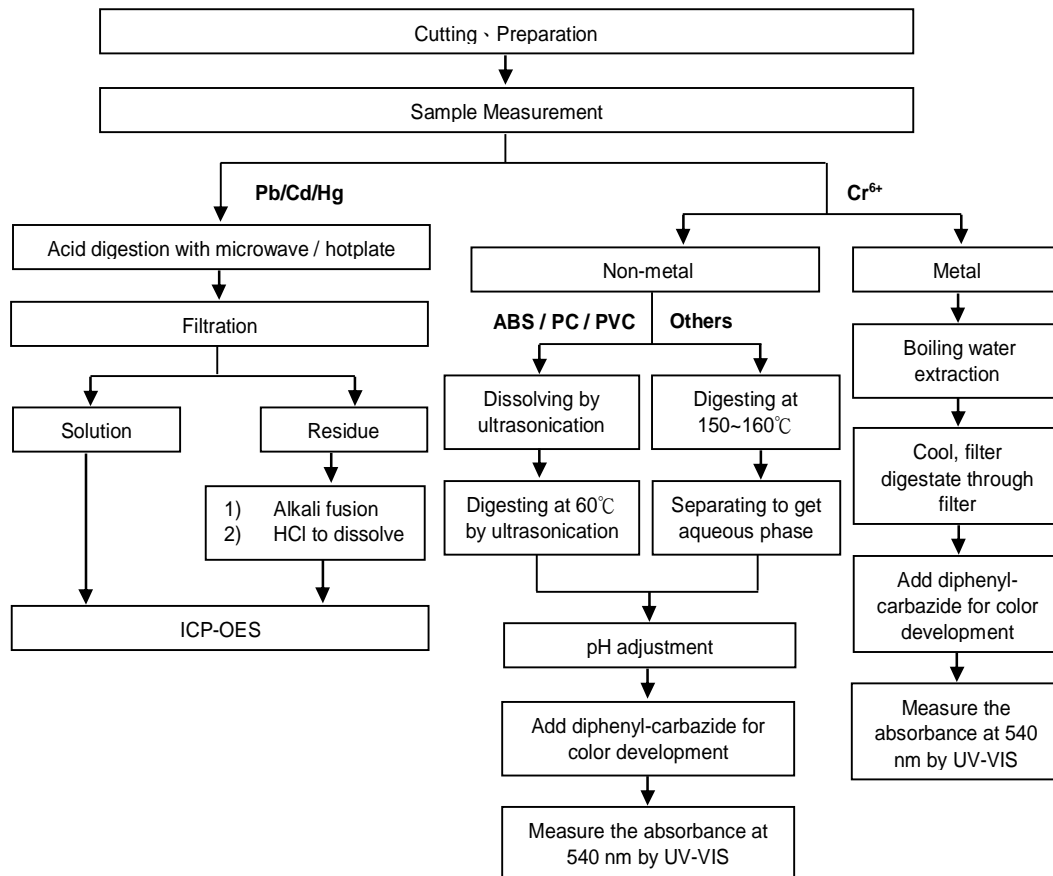 Cutting、Preparation
Sample Measurement
Pb/Cd/Hg
Cr⁶⁺
Acid digestion with microwave / hotplate
Filtration
Solution
Residue
1) Alkali fusion
2) HCl to dissolve
ICP-OES
Non-metal
ABS / PC / PVC
Others
Dissolving by
ultrasonication
Digesting at 60℃
by ultrasonication
Digesting at
150~160℃
Separating to get
aqueous phase
pH adjustment
Add diphenyl-carbazide for
color development
Measure the absorbance at
540 nm by UV-VIS
Metal
Boiling water
extraction
Cool, filter
digestate through
filter
Add diphenyl-
carbazide for color
development
Measure the
absorbance at 540
nm by UV-VIS